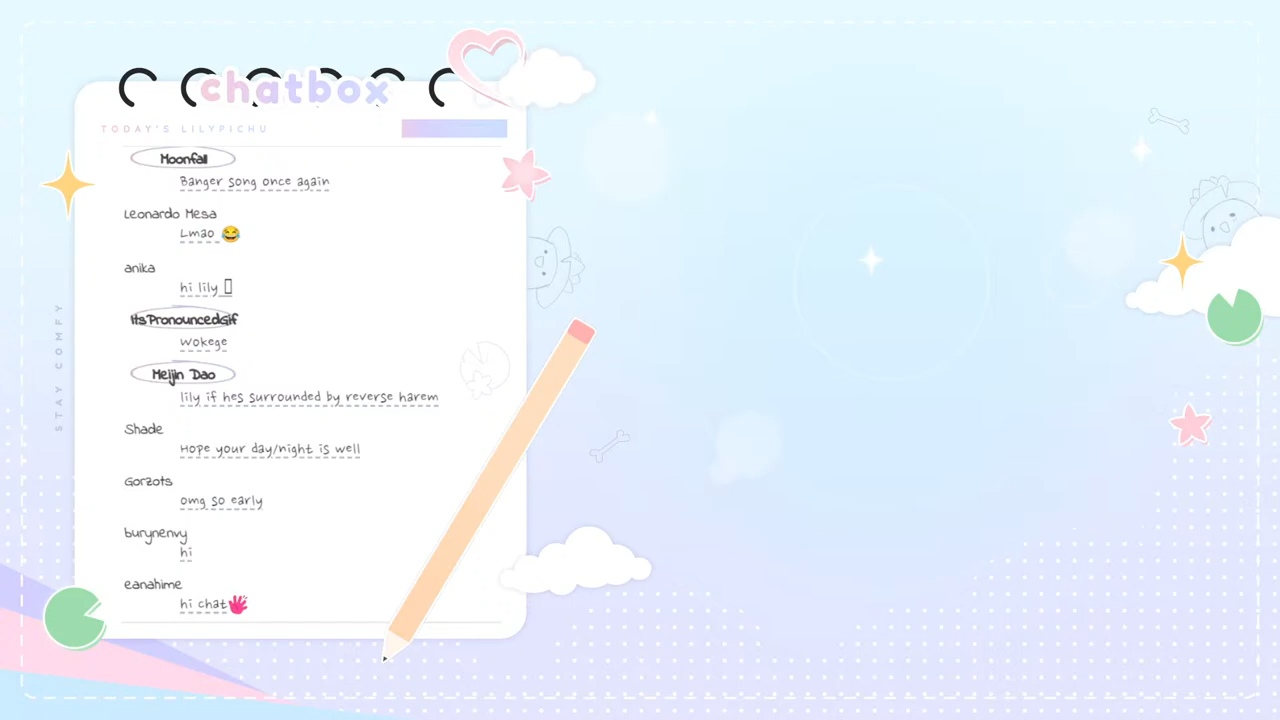 chatbox
TODAY'S LILYPICHU
Moonfall
Banger song once again
Leonardo Mesa
Lmao 😂
anika
hi lily
ItsPronouncedGif
Wokege
Meijin Dao
lily if hes surrounded by reverse harem
Shade
Hope your day/night is well
Gorzots
omg so early
burynenvy
hi
eanahime
hi chat👋
STAY COMFY